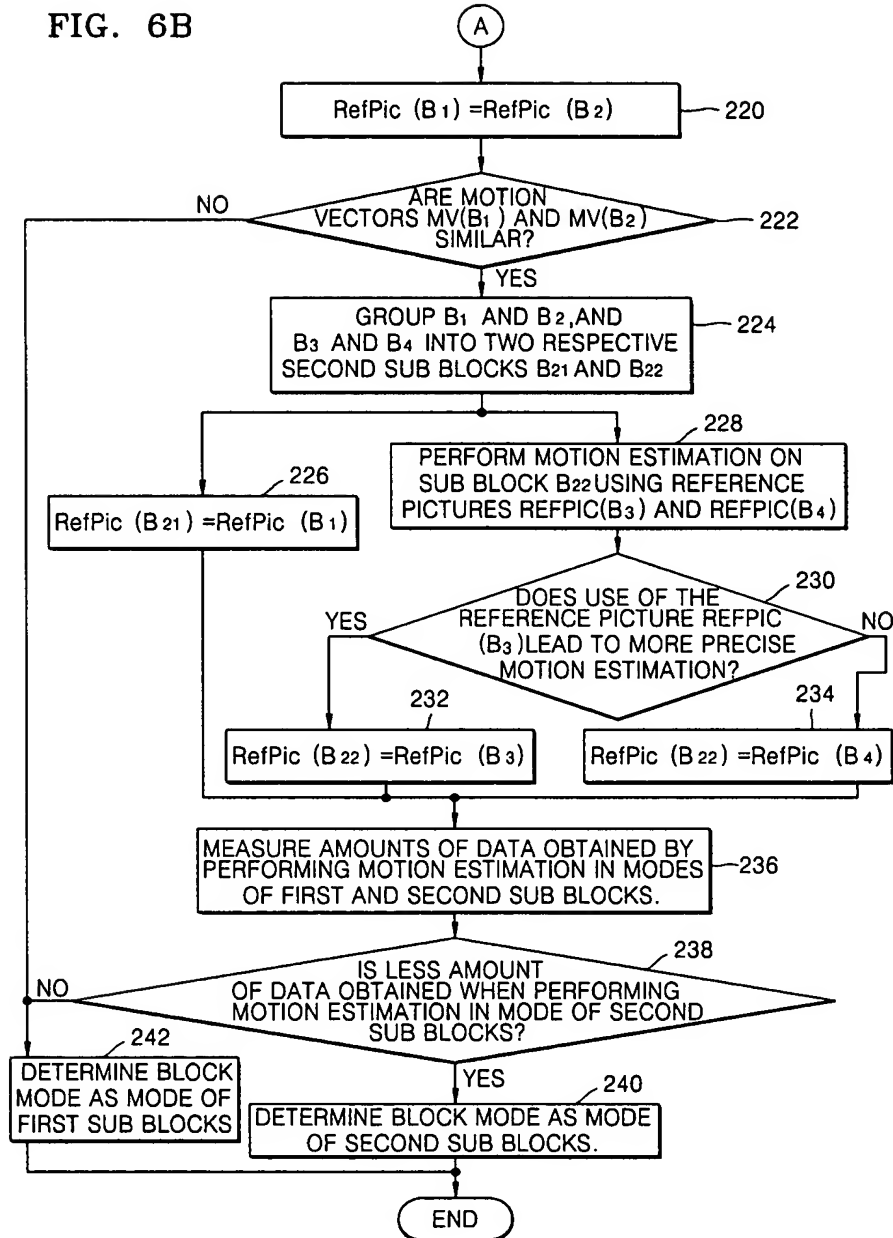 FIG. 6B
A
RefPic (B1) =RefPic (B2)
220
ARE MOTION
VECTORS MV(B1) AND MV(B2)
SIMILAR?
222
NO
YES
GROUP B1 AND B2,AND
B3 AND B4 INTO TWO RESPECTIVE
SECOND SUB BLOCKS B21 AND B22
224
226
RefPic (B21) =RefPic (B1)
228
PERFORM MOTION ESTIMATION ON
SUB BLOCK B22 USING REFERENCE
PICTURES REFPIC(B3) AND REFPIC(B4)
230
DOES USE OF THE
REFERENCE PICTURE REFPIC
(B3)LEAD TO MORE PRECISE
MOTION ESTIMATION?
YES
NO
232
RefPic (B22) =RefPic (B3)
234
RefPic (B22) =RefPic (B4)
MEASURE AMOUNTS OF DATA OBTAINED BY
PERFORMING MOTION ESTIMATION IN MODES
OF FIRST AND SECOND SUB BLOCKS.
236
238
IS LESS AMOUNT
OF DATA OBTAINED WHEN PERFORMING
MOTION ESTIMATION IN MODE OF SECOND
SUB BLOCKS?
NO
YES
242
DETERMINE BLOCK
MODE AS MODE OF
FIRST SUB BLOCKS
240
DETERMINE BLOCK MODE AS MODE
OF SECOND SUB BLOCKS.
END